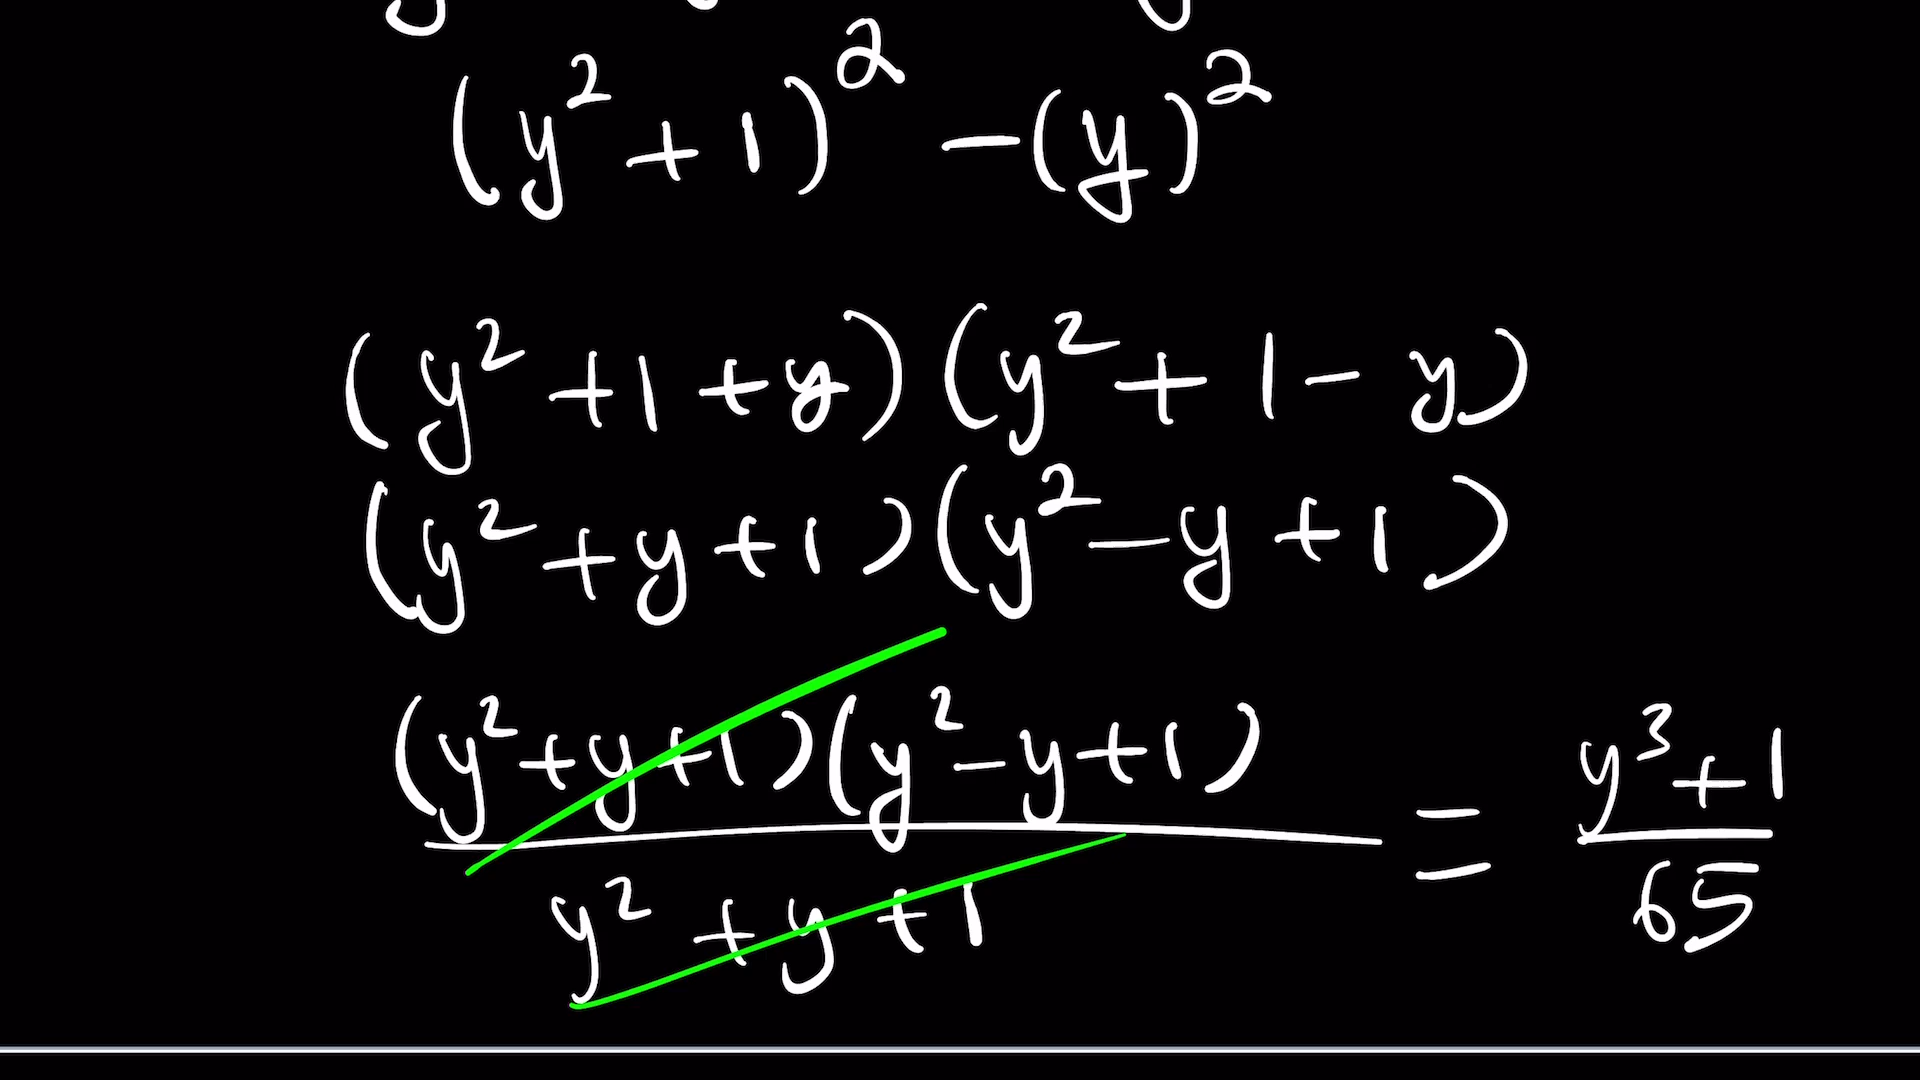 (y²+1)² -(y)²
(y²+1+y)(y²+1-y)
(y²+y+1)(y²-y+1)
(y²+y+1)(y²-y+1) / y²+y+1 = y³+1 / 65